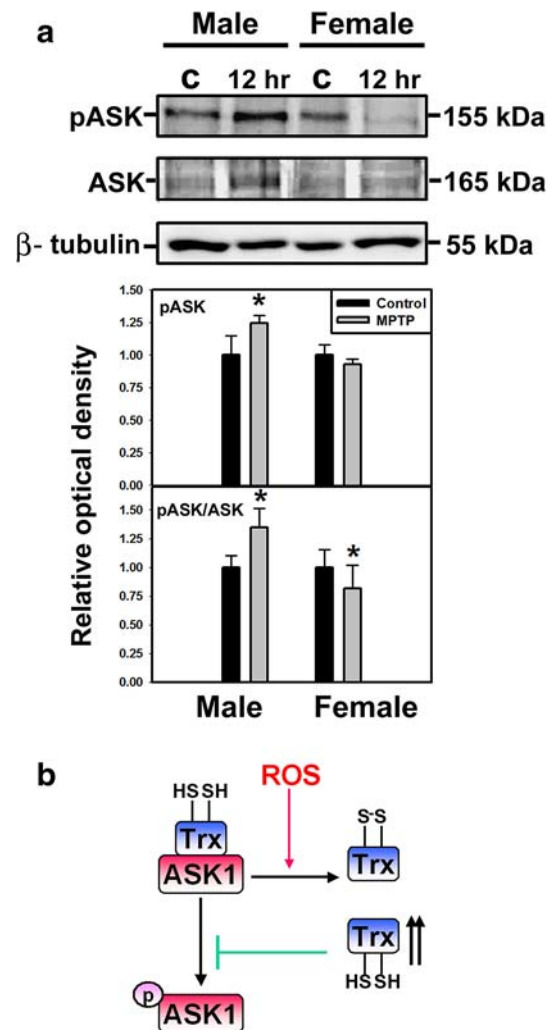 a
Male Female
C 12 hr C 12 hr
pASK 155 kDa
ASK 165 kDa
β- tubulin 55 kDa
Relative optical density
1.50
1.25
1.00
0.75
0.50
0.25
0.00
pASK
*
Control
MPTP
1.50
1.25
1.00
0.75
0.50
0.25
0.00
pASK/ASK
*
*
Male Female
b
HS SH
Trx
ASK1
ROS
S-S
Trx
Trx
HS SH
p
ASK1